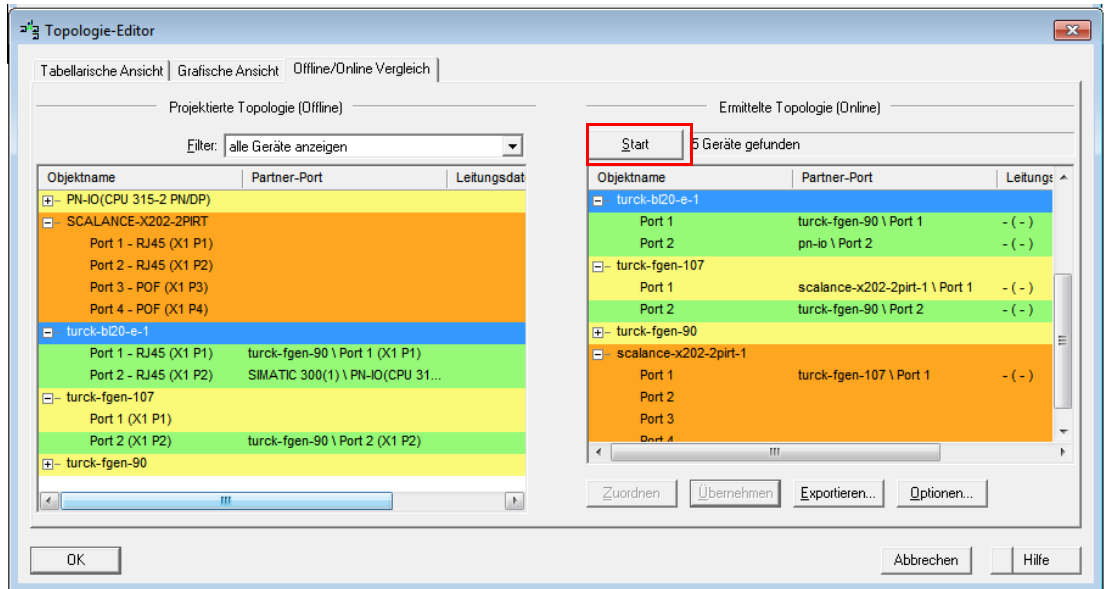 Topologie-Editor
Tabellarische Ansicht Grafische Ansicht Offline/Online Vergleich
Projektierte Topologie (Offline)
Filter: alle Geräte anzeigen
Objektname Partner-Port Leitungsdat
PN-IO(CPU 315-2 PN/DP)
SCALANCE-X202-2PIRT
Port 1 - RJ45 (X1 P1)
Port 2 - RJ45 (X1 P2)
Port 3 - POF (X1 P3)
Port 4 - POF (X1 P4)
turck-bl20-e-1
Port 1 - RJ45 (X1 P1) turck-fgen-90 \ Port 1 (X1 P1)
Port 2 - RJ45 (X1 P2) SIMATIC 300(1) \ PN-IO(CPU 31...
turck-fgen-107
Port 1 (X1 P1)
Port 2 (X1 P2) turck-fgen-90 \ Port 2 (X1 P2)
turck-fgen-90
Ermittelte Topologie (Online)
Start 5 Geräte gefunden
Objektname Partner-Port Leitungs
turck-bl20-e-1
Port 1 turck-fgen-90 \ Port 1 - ( - )
Port 2 pn-io \ Port 2 - ( - )
turck-fgen-107
Port 1 scalance-x202-2pirt-1 \ Port 1 - ( - )
Port 2 turck-fgen-90 \ Port 2 - ( - )
turck-fgen-90
scalance-x202-2pirt-1
Port 1 turck-fgen-107 \ Port 1 - ( - )
Port 2
Port 3
Port 4
Zuordnen Übernehmen Exportieren... Optionen...
OK Abbrechen Hilfe